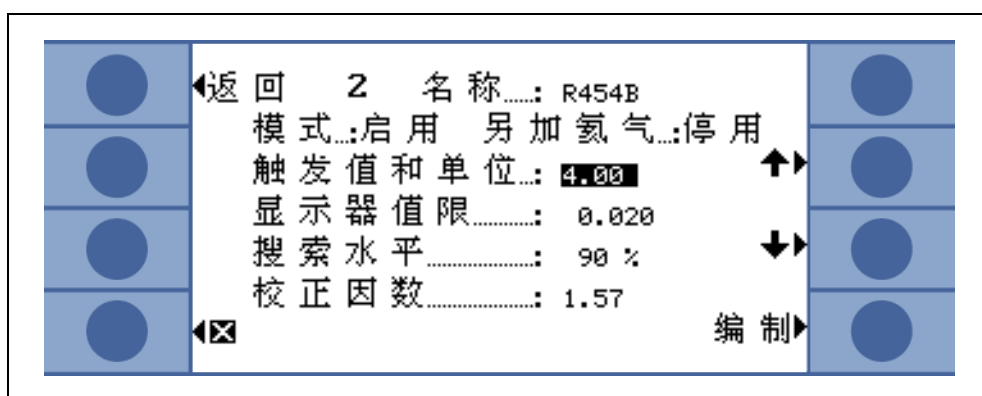 返回 2 名称.....: R454B
模式...:启用 另加氦气...:停用
触发值和单位...: 4.00
显示器值限..........: 0.020
搜索水平................: 90 %
校正因数................: 1.57
编制